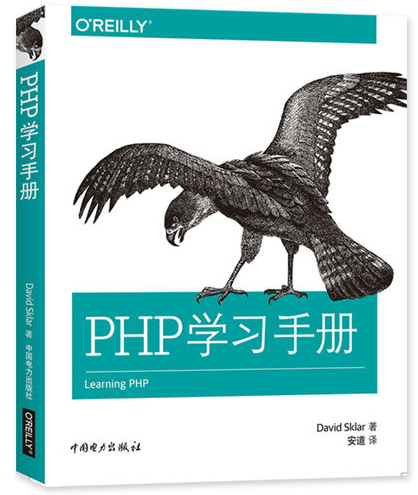 O'REILLY®
PHP学习手册
Learning PHP
David Sklar 著
安道 译
中国电力出版社
PHP学习手册
David Sklar 著
中国电力出版社
O'REILLY®